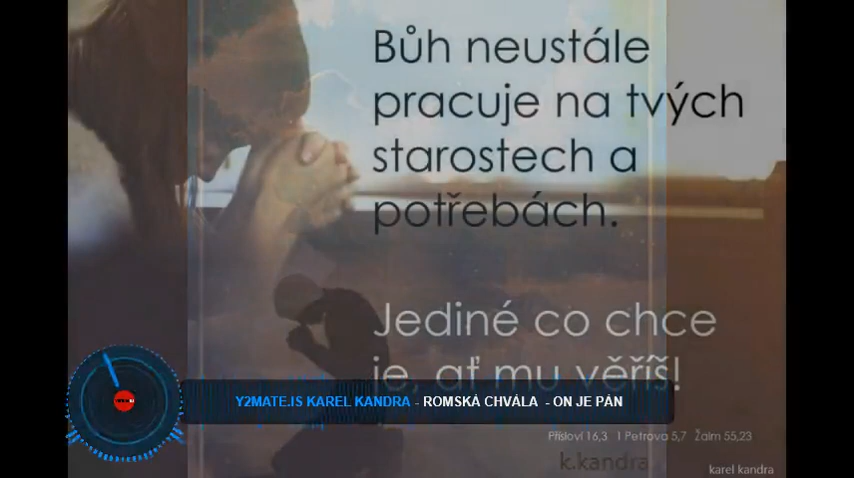 Bůh neustále
pracuje na tvých
starostech a
potřebách.
Jediné co chce
je, ať mu věříš!
Y2MATE.IS KAREL KANDRA - ROMSKÁ CHVÁLA - ON JE PÁN
Přísloví 16,3 I Petrova 5,7 Žalm 55,23
k.kandra
karel kandra